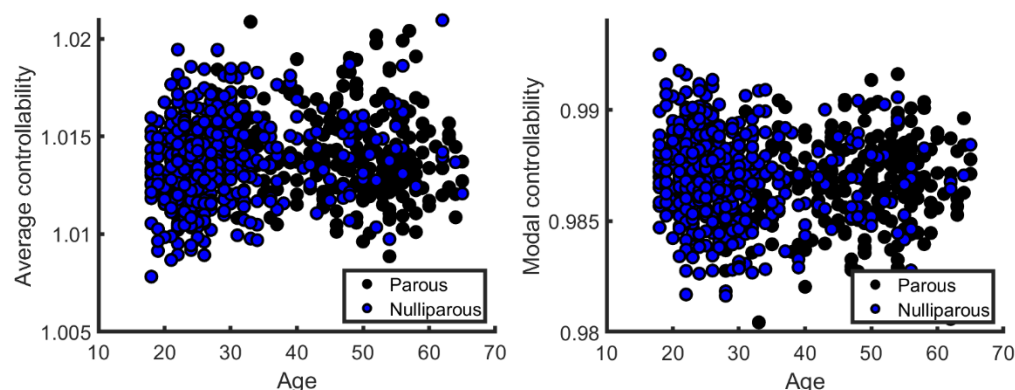 Average controllability
1.02
1.015
1.01
1.005
10 20 30 40 50 60 70
Age
Parous
Nulliparous
Modal controllability
0.99
0.985
0.98
10 20 30 40 50 60 70
Age
Parous
Nulliparous